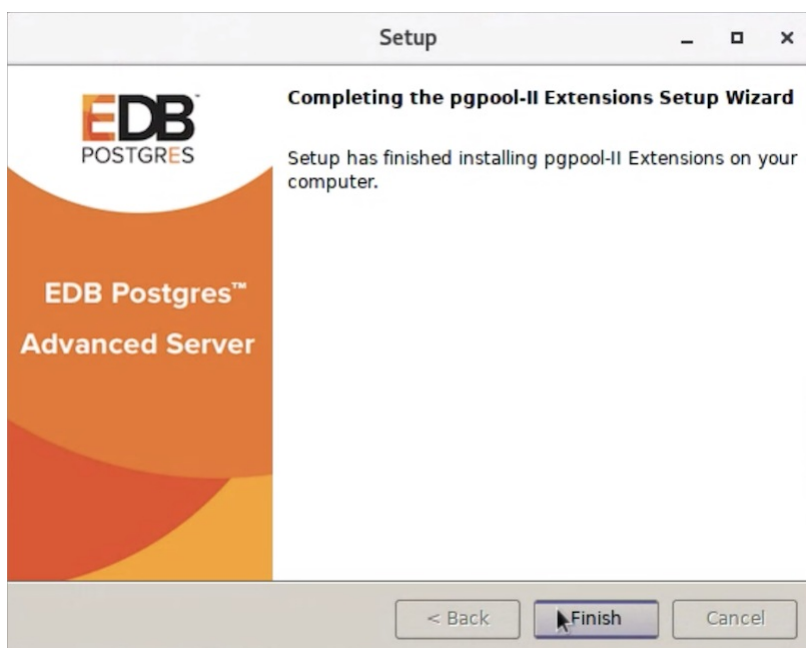 Setup
EDB™
POSTGRES
EDB Postgres™
Advanced Server
Completing the pgpool-II Extensions Setup Wizard
Setup has finished installing pgpool-II Extensions on your
computer.
< Back
Finish
Cancel